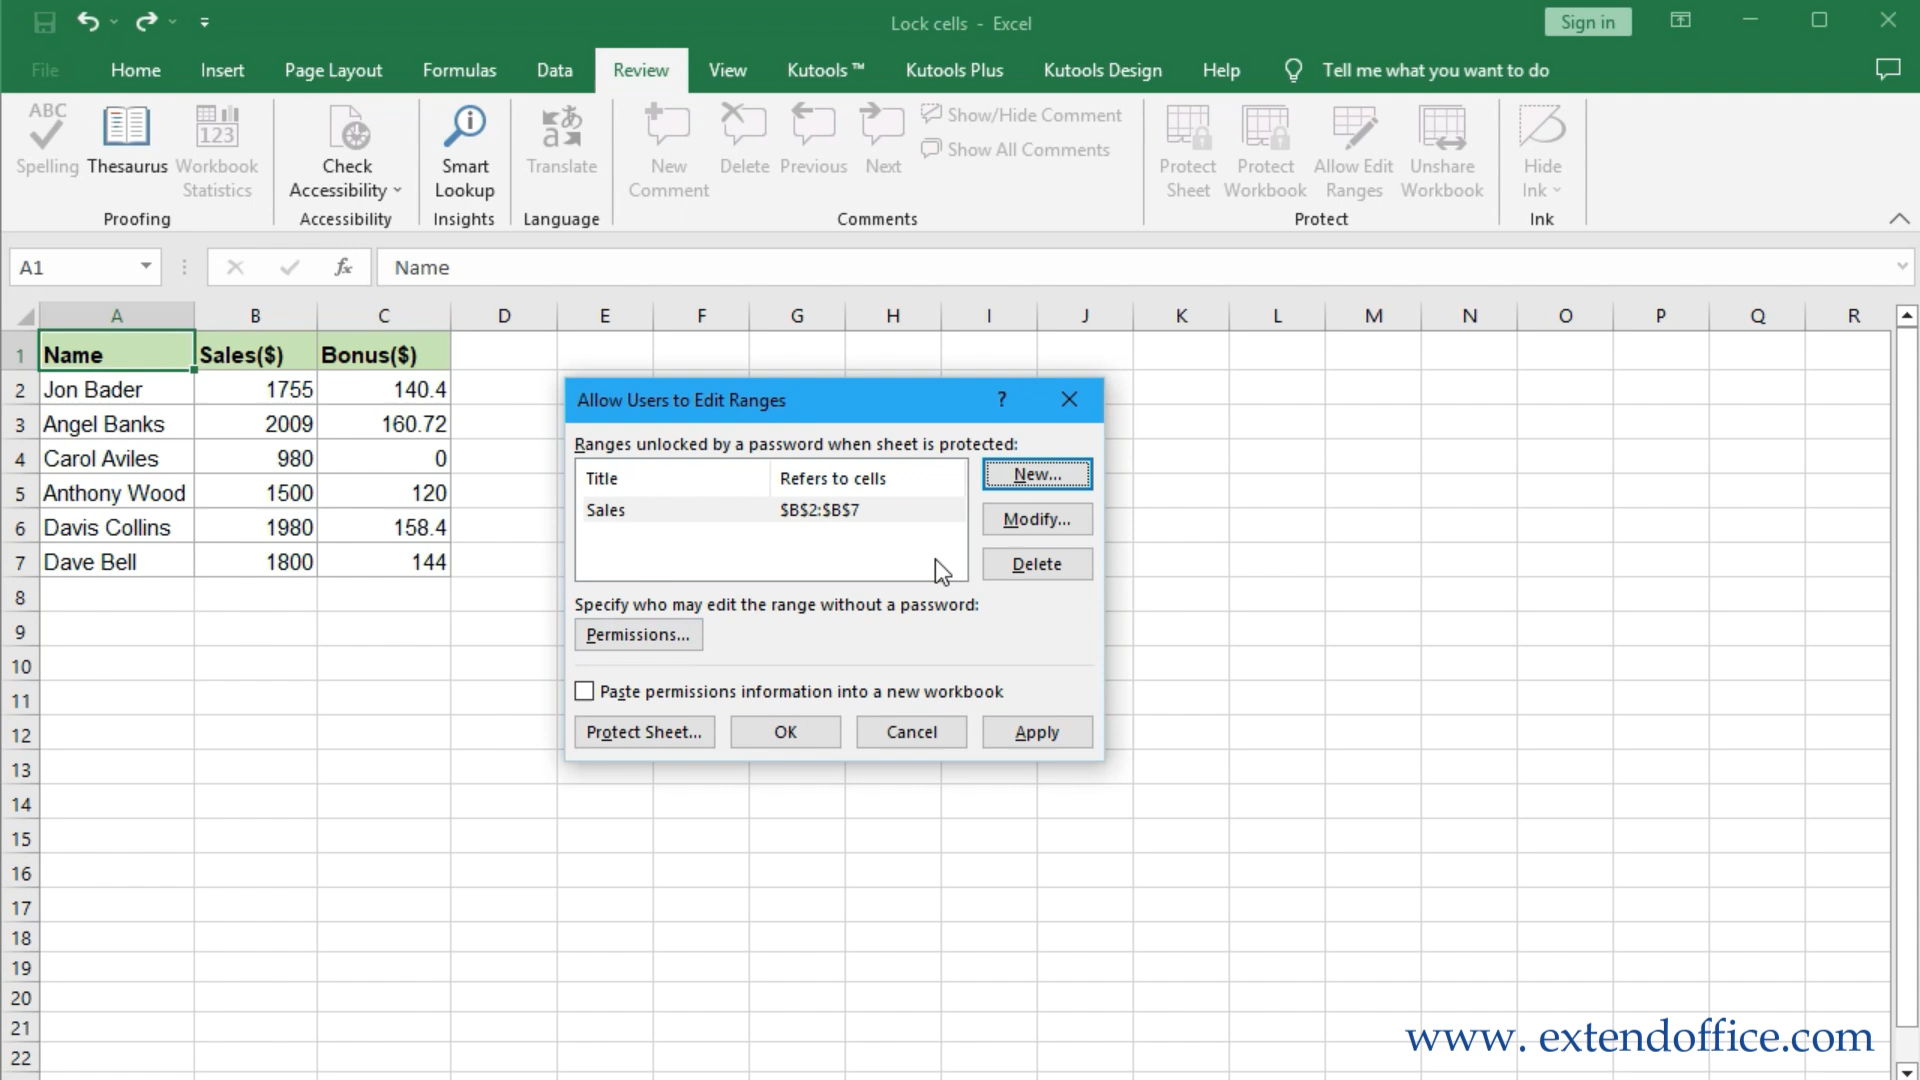 Lock cells - Excel
Sign in
File Home Insert Page Layout Formulas Data Review View Kutools ™ Kutools Plus Kutools Design Help Tell me what you want to do
ABC
Spelling Thesaurus Workbook Statistics
123
Proofing
Check Accessibility
Accessibility
Smart Lookup
Insights
Translate
Language
New Comment Delete Previous Next
Show/Hide Comment
Show All Comments
Comments
Protect Sheet Protect Workbook Allow Edit Ranges Unshare Workbook
Protect
Hide Ink
Ink
A1 fx Name
A B C D E F G H I J K L M N O P Q R
1 Name Sales($) Bonus($)
2 Jon Bader 1755 140.4
3 Angel Banks 2009 160.72
4 Carol Aviles 980 0
5 Anthony Wood 1500 120
6 Davis Collins 1980 158.4
7 Dave Bell 1800 144
8
9
10
11
12
13
14
15
16
17
18
19
20
21
22
Allow Users to Edit Ranges ?
Ranges unlocked by a password when sheet is protected:
Title Refers to cells
Sales $B$2:$B$7
New...
Modify...
Delete
Specify who may edit the range without a password:
Permissions...
Paste permissions information into a new workbook
Protect Sheet... OK Cancel Apply
www. extendoffice.com